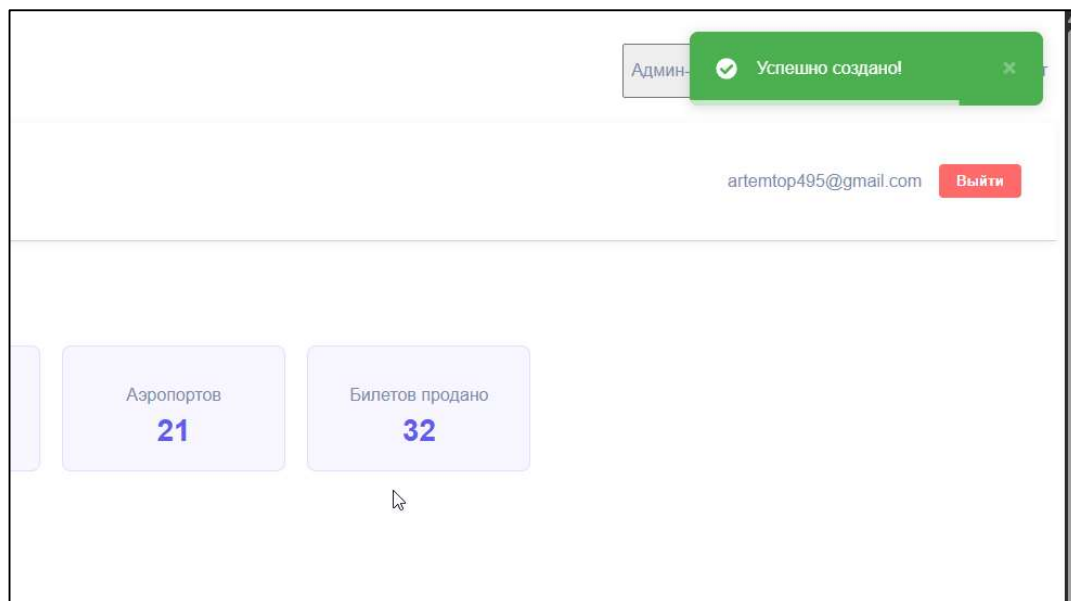 Админ-
Успешно создано!
artemtop495@gmail.com
Выйти
Аэропортов
21
Билетов продано
32